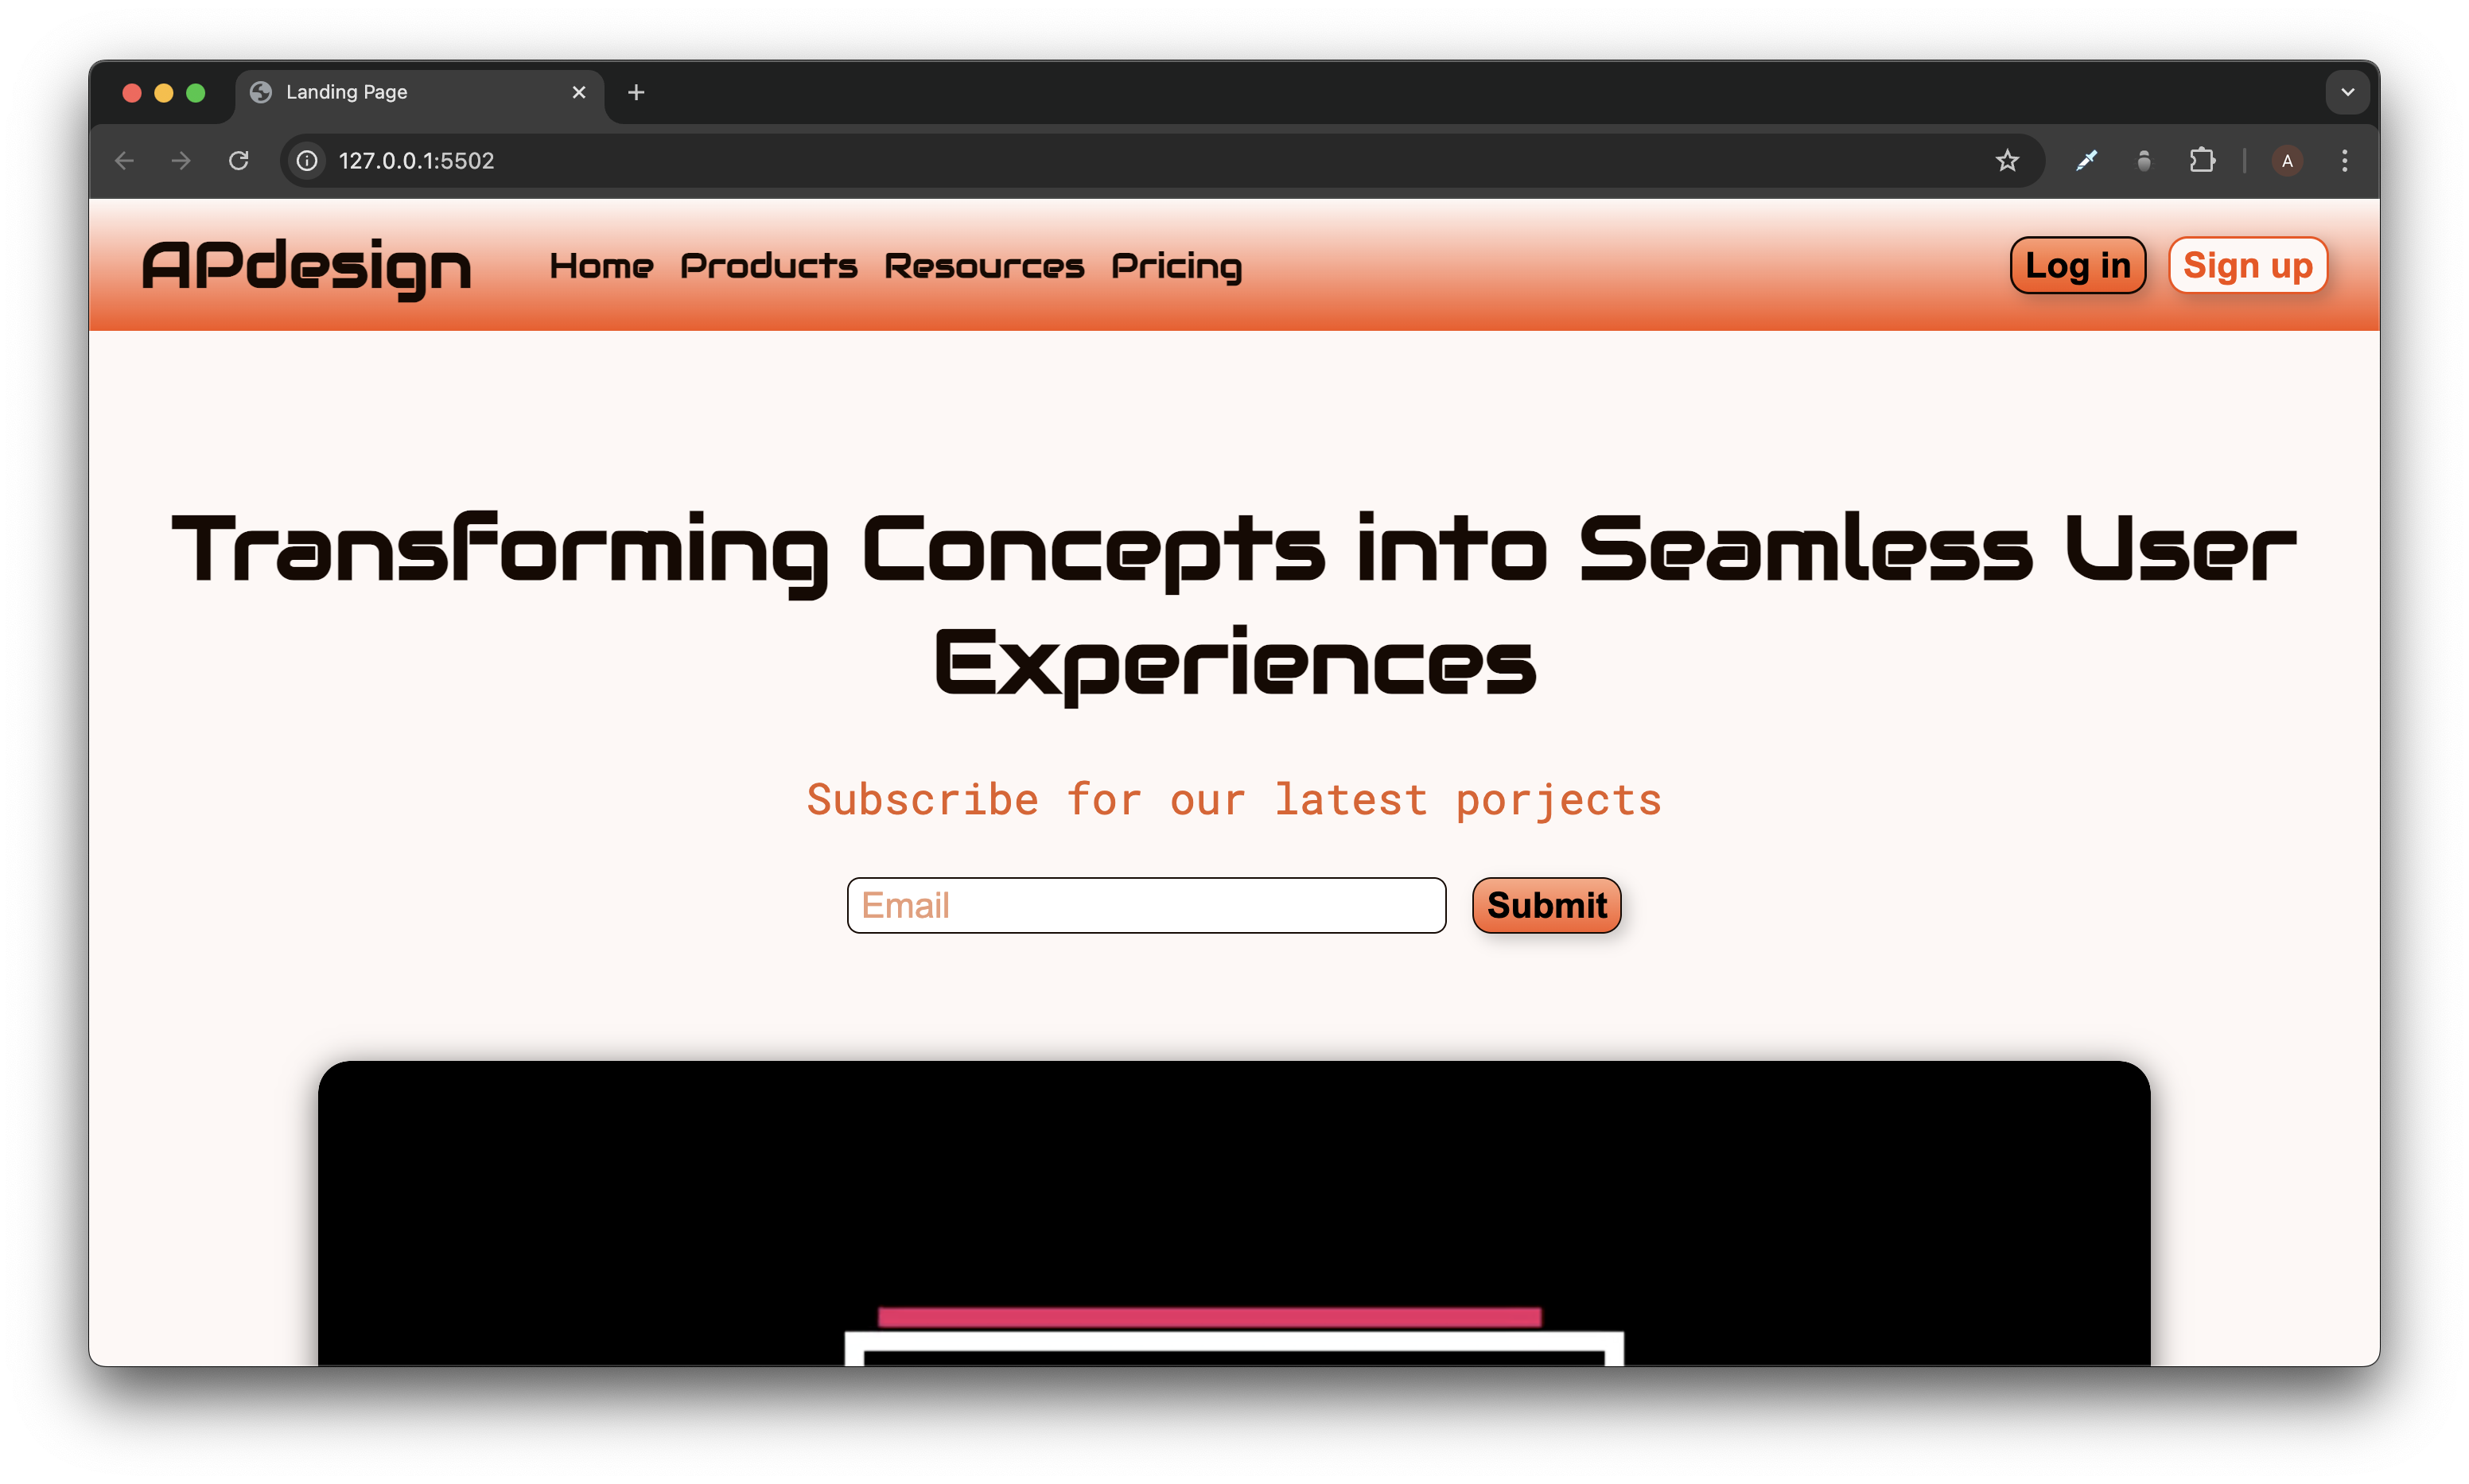 Landing Page
127.0.0.1:5502
A
APdesign
Home Products Resources Pricing
Log in Sign up
Transforming Concepts into Seamless User
Experiences
Subscribe for our latest porjects
Email Submit